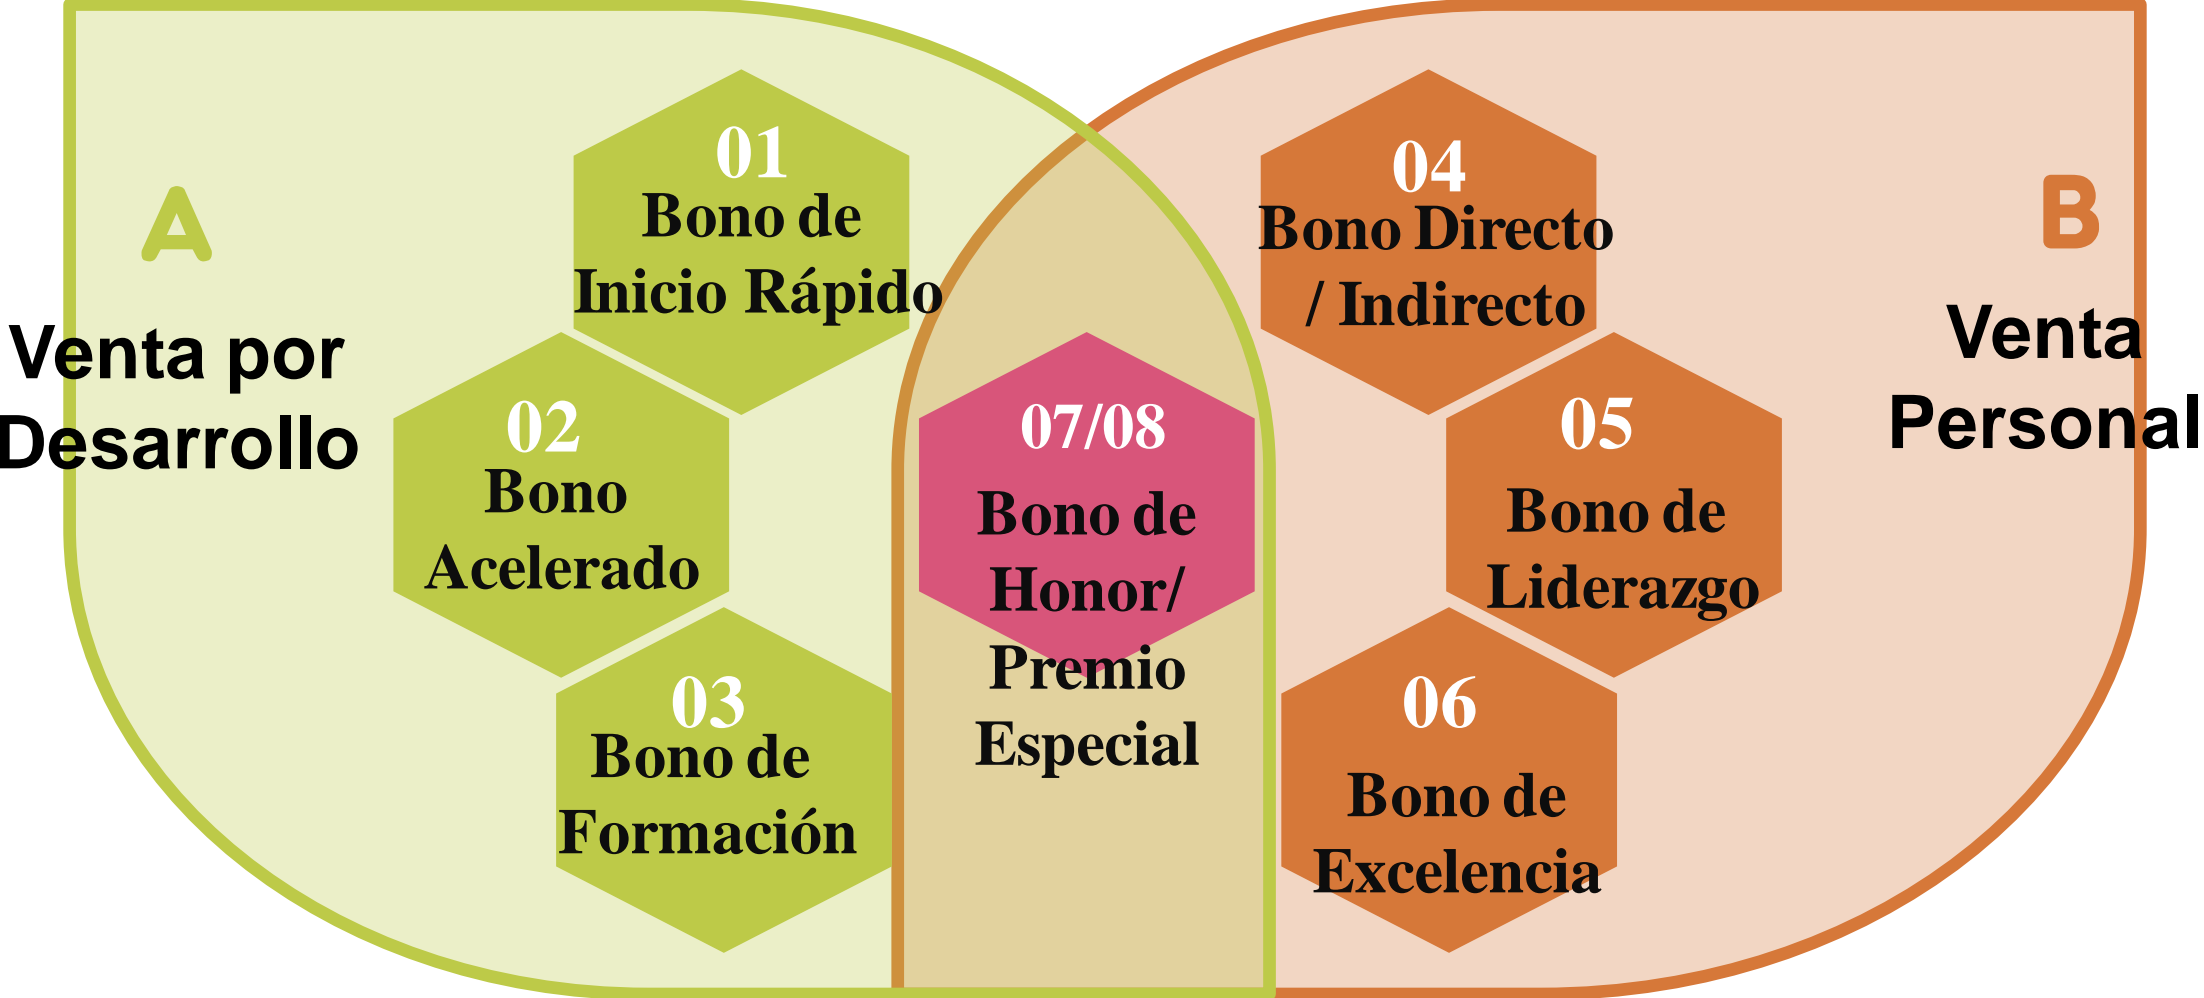 A
Venta por
Desarrollo
01
Bono de
Inicio Rápido
02
Bono
Acelerado
03
Bono de
Formación
07/08
Bono de
Honor/
Premio
Especial
04
Bono Directo
/ Indirecto
05
Bono de
Liderazgo
06
Bono de
Excelencia
B
Venta
Personal